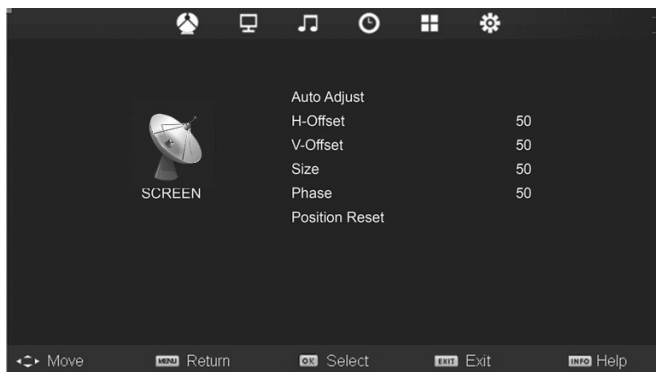 Auto Adjust
H-Offset 50
V-Offset 50
Size 50
SCREEN
Phase 50
Position Reset
Move MENU Return OK Select EXIT Exit INFO Help